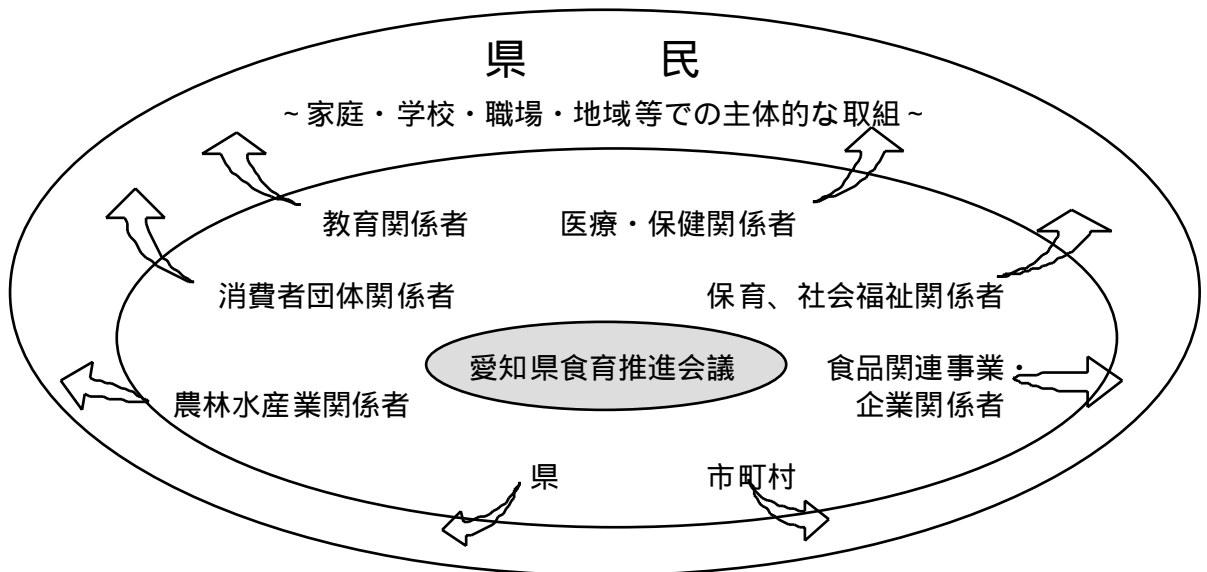 県　民
~家庭・学校・職場・地域等での主体的な取組~
教育関係者
医療・保健関係者
消費者団体関係者
保育、社会福祉関係者
愛知県食育推進会議
食品関連事業・
企業関係者
農林水産業関係者
県
市町村